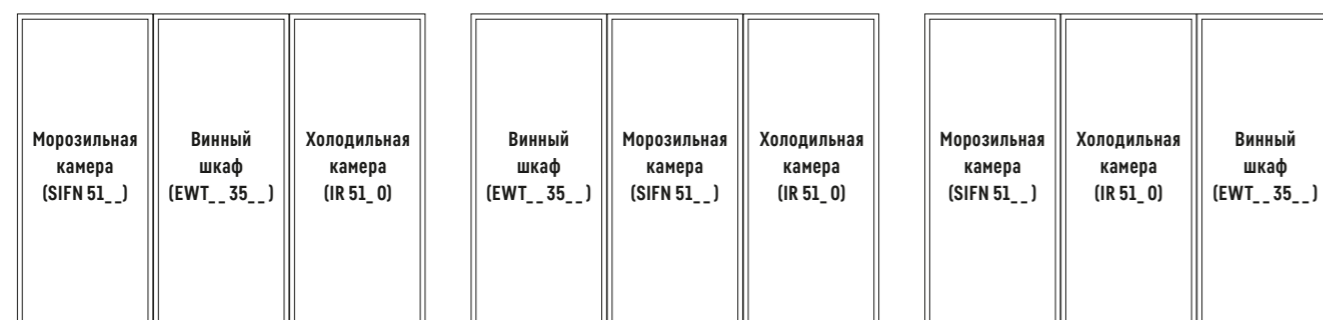 Морозильная
камера
(SIFN 51_ _)
Винный
шкаф
(EWT_ _ 35_ _)
Холодильная
камера
(IR 51_ 0)
Винный
шкаф
(EWT_ _ 35_ _)
Морозильная
камера
(SIFN 51_ _)
Холодильная
камера
(IR 51_ 0)
Морозильная
камера
(SIFN 51_ _)
Холодильная
камера
(IR 51_ 0)
Винный
шкаф
(EWT_ _ 35_ _)